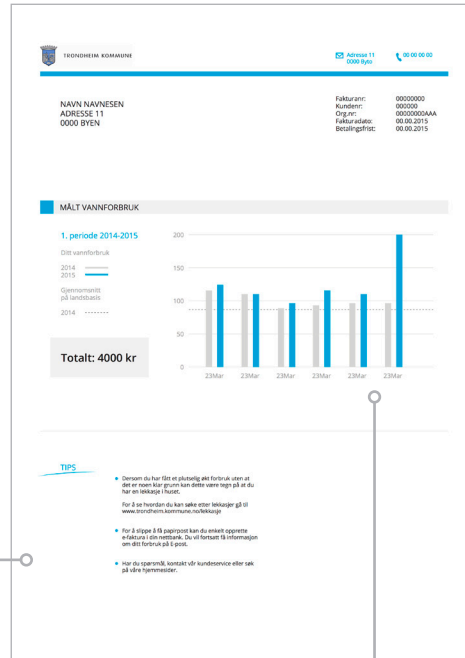 TRONDHEIM KOMMUNE
Adresse 11
0000 Byto
00 00 00 00
NAVN NAVNESEN
ADRESSE 11
0000 BYEN
Fakturanr: 00000000
Kundenr: 000000
Org.nr: 00000000AAA
Fakturadato: 00.00.2015
Betalingsfrist: 00.00.2015
MÅLT VANNFORBRUK
1. periode 2014-2015
Ditt vannforbruk
2014
2015
Gjennomsnitt
på landsbasis
2014
Totalt: 4000 kr
200
150
100
50
0
23Mar 23Mar 23Mar 23Mar 23Mar 23Mar
TIPS
Dersom du har fått et plutselig økt forbruk uten at
det er noen klar grunn kan dette være tegn på at du
har en lekkasje i huset.
For å se hvordan du kan søke etter lekkasjer gå til
www.trondheim.kommune.no/lekkasje
For å slippe å få papirpost kan du enkelt opprette
e-faktura i din nettbank. Du vil fortsatt få informasjon
om ditt forbruk på E-post.
Har du spørsmål, kontakt vår kundeservice eller søk
på våre hjemmesider.